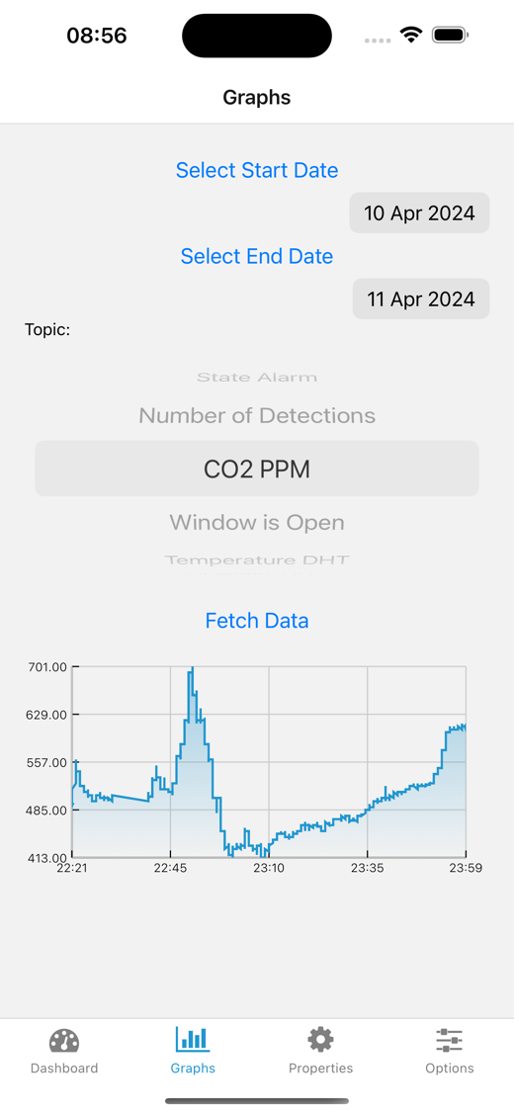 08:56
Graphs
Select Start Date
10 Apr 2024
Select End Date
11 Apr 2024
Topic:
State Alarm
Number of Detections
CO2 PPM
Window is Open
Temperature DHT
Fetch Data
701.00
629.00
557.00
485.00
413.00
22:21 22:45 23:10 23:35 23:59
Dashboard Graphs Properties Options